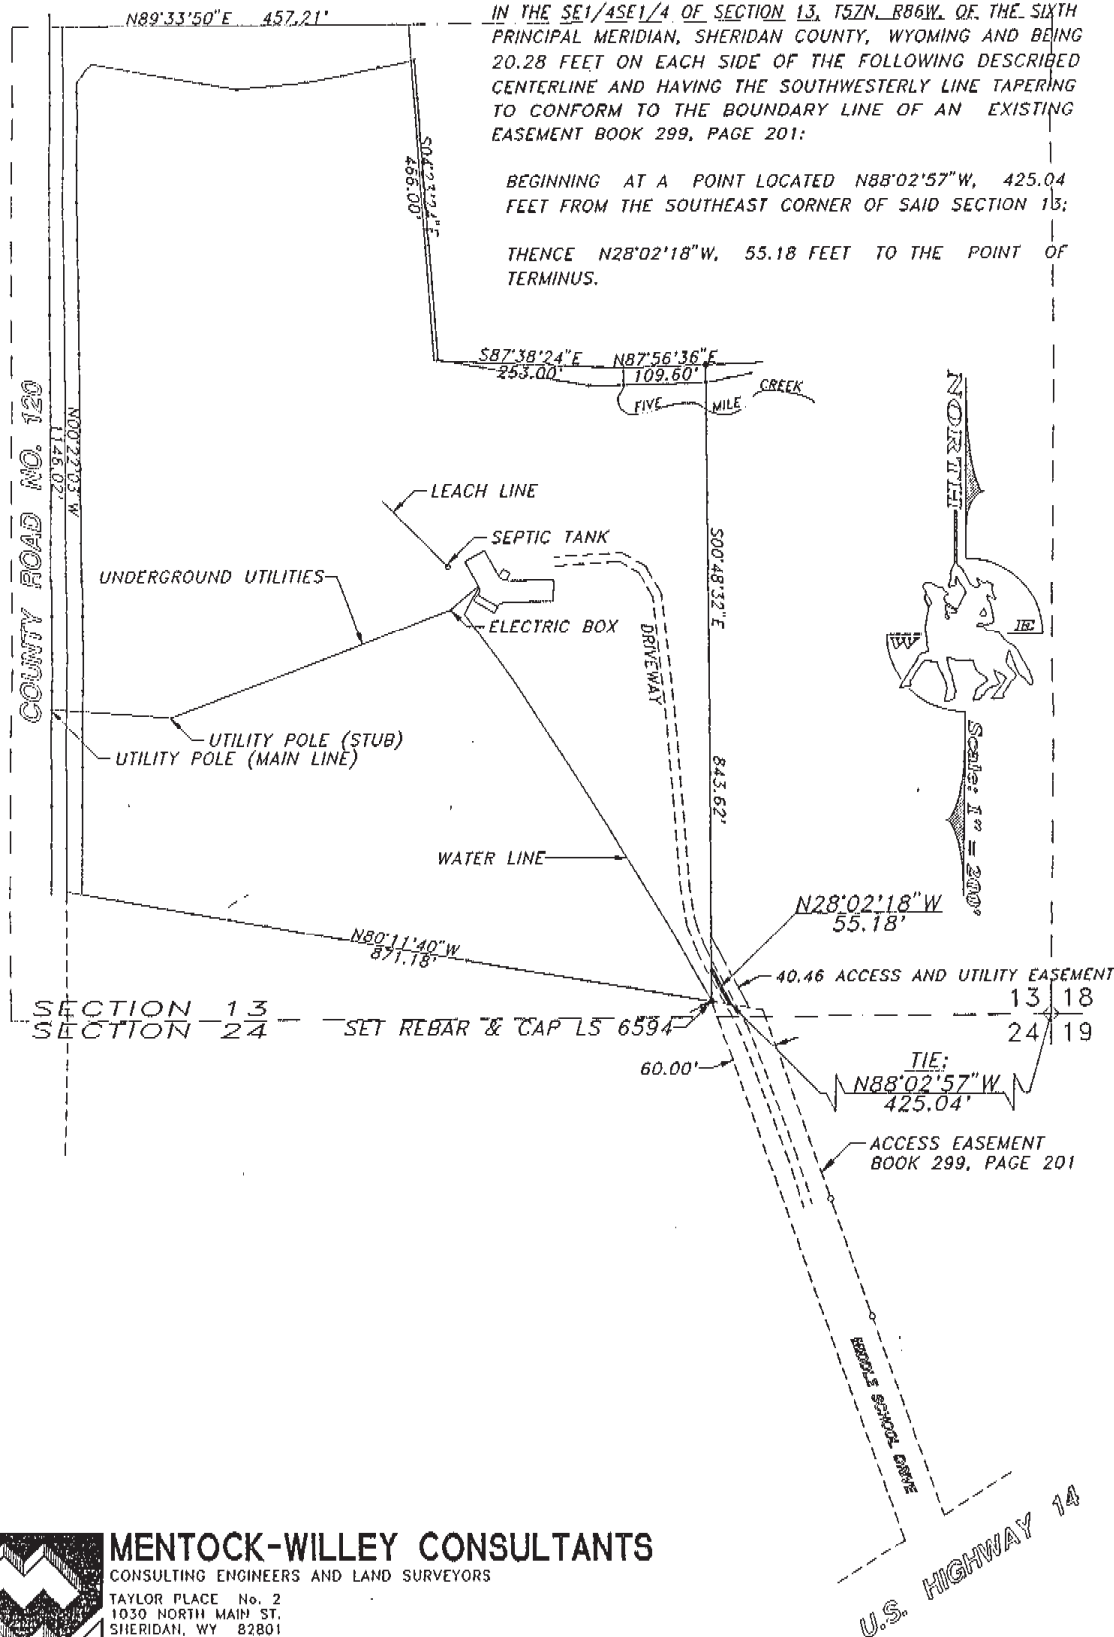 N89°33'50"E 457.21'
IN THE SE1/4SE1/4 OF SECTION 13, T57N, R86W, OF THE SIXTH
PRINCIPAL MERIDIAN, SHERIDAN COUNTY, WYOMING AND BEING
20.28 FEET ON EACH SIDE OF THE FOLLOWING DESCRIBED
CENTERLINE AND HAVING THE SOUTHWESTERLY LINE TAPERING
TO CONFORM TO THE BOUNDARY LINE OF AN EXISTING
EASEMENT BOOK 299, PAGE 201:
BEGINNING AT A POINT LOCATED N88°02'57"W, 425.04
FEET FROM THE SOUTHEAST CORNER OF SAID SECTION 13;
THENCE N28°02'18"W, 55.18 FEET TO THE POINT OF
TERMINUS.
466.00'
S87°38'24"E
253.00'
N87°56'36"E
109.60'
FIVE MILE CREEK
NORTH
COUNTY ROAD NO. 120
N00°22'03"W
1146.02'
LEACH LINE
SEPTIC TANK
UNDERGROUND UTILITIES
ELECTRIC BOX
S00°48'32"E
843.62'
DRIVEWAY
W
E
UTILITY POLE (STUB)
UTILITY POLE (MAIN LINE)
Scale: 1" = 200'
WATER LINE
N28°02'18"W
55.18'
N80°11'40"W
871.18'
40.46 ACCESS AND UTILITY EASEMENT
SECTION 13
SECTION 24
SET REBAR & CAP LS 6594
13 18
24 19
60.00'
TIE:
N88°02'57"W
425.04'
ACCESS EASEMENT
BOOK 299, PAGE 201
MIDDLE SCHOOL DRIVE
U.S. HIGHWAY 14
MENTOCK-WILLEY CONSULTANTS
CONSULTING ENGINEERS AND LAND SURVEYORS
TAYLOR PLACE No. 2
1030 NORTH MAIN ST.
SHERIDAN, WY 82801